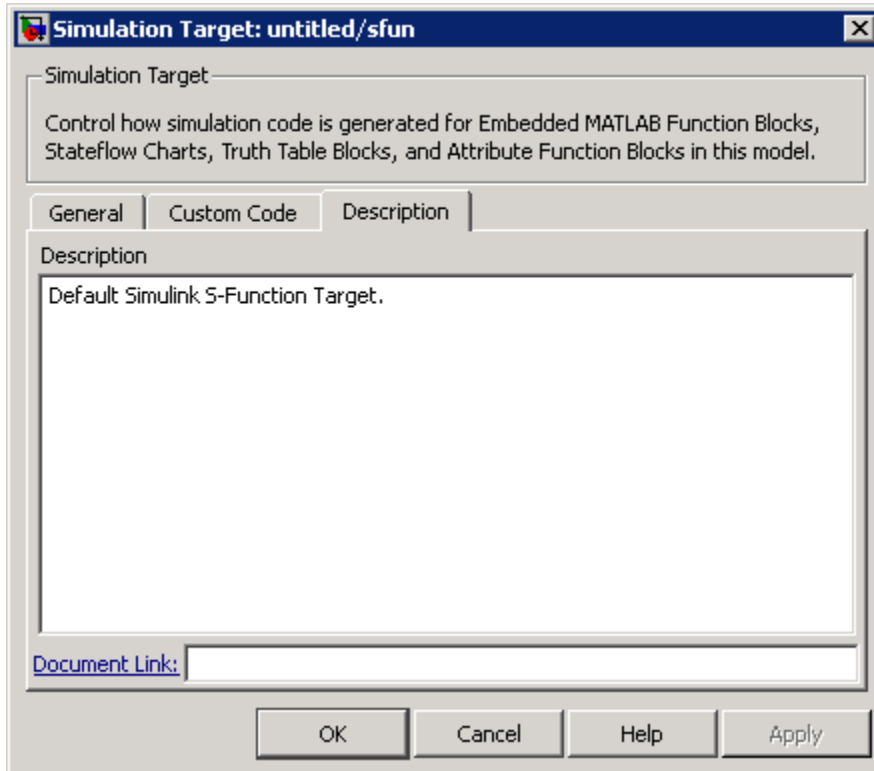 Simulation Target: untitled/sfun
Simulation Target
Control how simulation code is generated for Embedded MATLAB Function Blocks,
Stateflow Charts, Truth Table Blocks, and Attribute Function Blocks in this model.
General Custom Code Description
Description
Default Simulink S-Function Target.
Document Link:
OK Cancel Help Apply